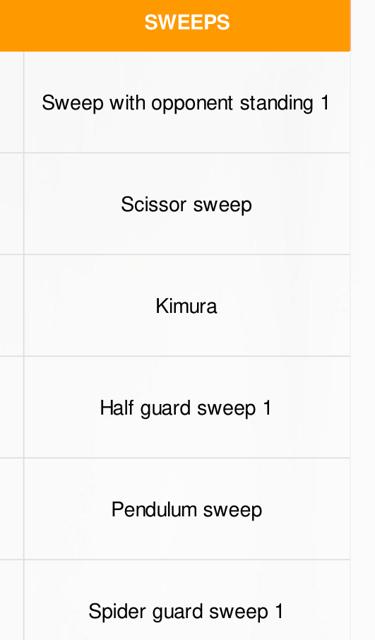 SWEEPS
Sweep with opponent standing 1
Scissor sweep
Kimura
Half guard sweep 1
Pendulum sweep
Spider guard sweep 1